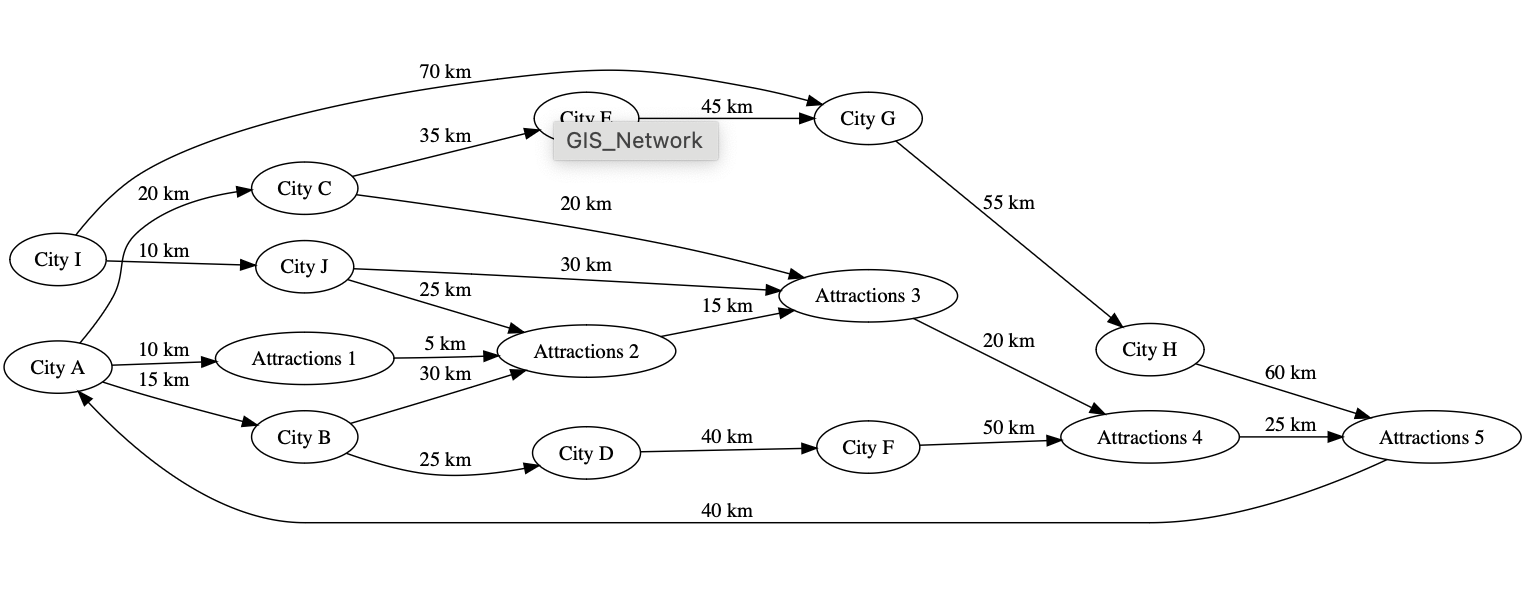 70 km
45 km
City G
35 km
City E
GIS_Network
20 km
City C
20 km
55 km
City I
10 km
City J
30 km
25 km
Attractions 3
15 km
20 km
City H
10 km
5 km
Attractions 2
City A
Attractions 1
15 km
30 km
60 km
City B
25 km
City D
40 km
City F
50 km
Attractions 4
25 km
Attractions 5
40 km